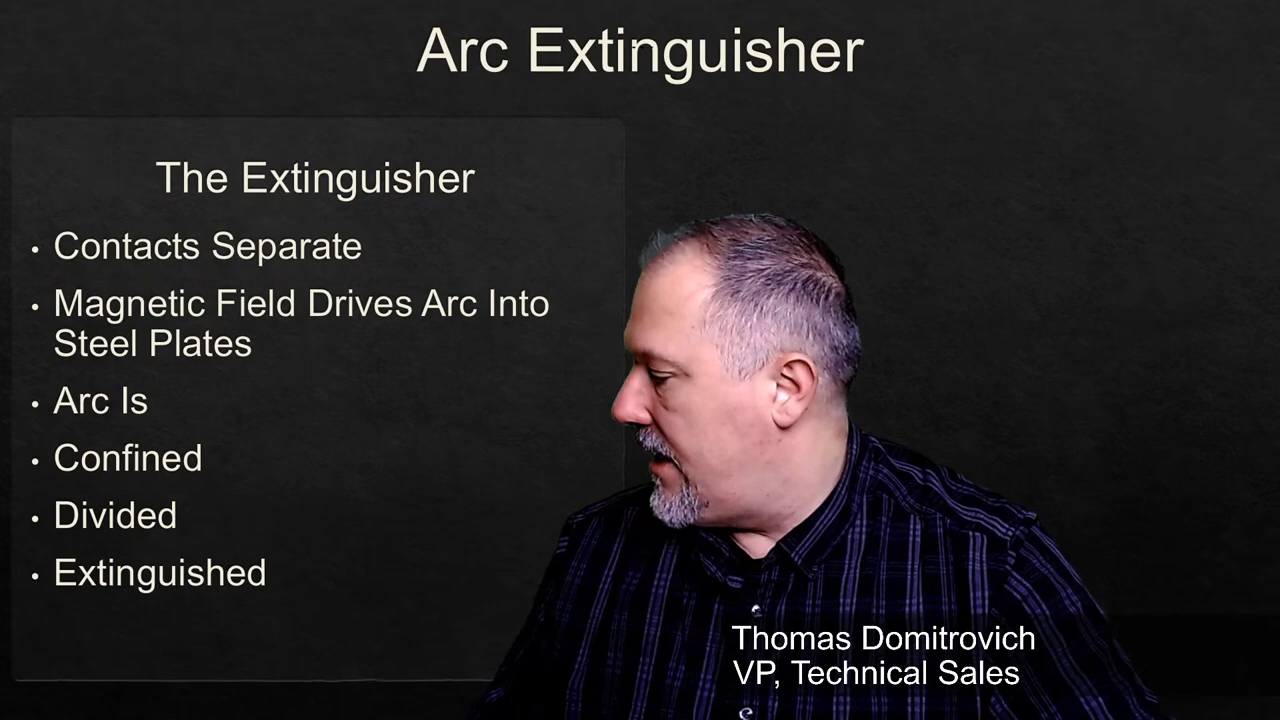 Arc Extinguisher
The Extinguisher
• Contacts Separate
• Magnetic Field Drives Arc Into
Steel Plates
• Arc Is
• Confined
• Divided
• Extinguished
Thomas Domitrovich
VP, Technical Sales